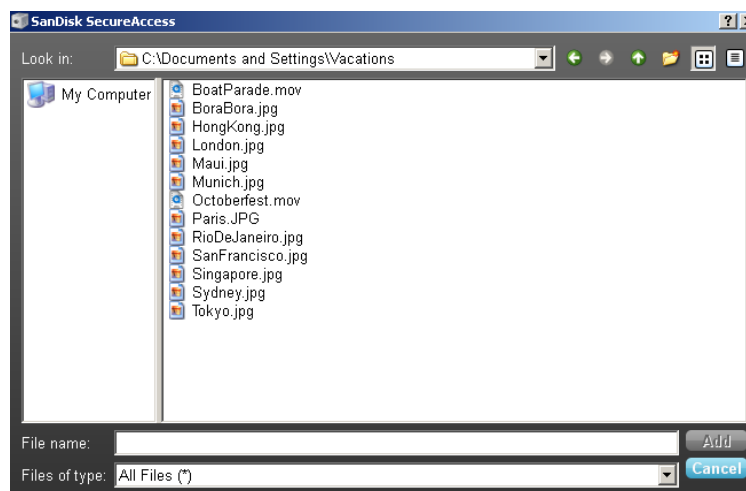 SanDisk SecureAccess
Look in: C:\Documents and Settings\Vacations
My Computer
BoatParade.mov
BoraBora.jpg
HongKong.jpg
London.jpg
Maui.jpg
Munich.jpg
Octoberfest.mov
Paris.JPG
RioDeJaneiro.jpg
SanFrancisco.jpg
Singapore.jpg
Sydney.jpg
Tokyo.jpg
File name: Add
Files of type: All Files (*) Cancel